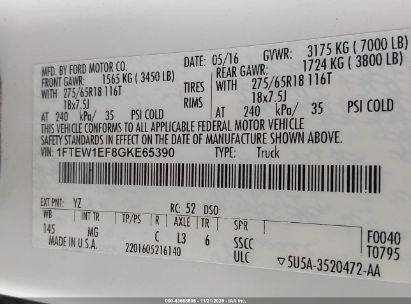 MFD. BY FORD MOTOR CO.
DATE: 05/16 GVWR: 3175 KG (7000 LB)
FRONT GAWR: 1565 KG (3450 LB) REAR GAWR: 1724 KG (3800 LB)
WITH 275/65R18 116T TIRES WITH 275/65R18 116T
18x7.5J RIMS 18x7.5J
AT 240 kPa/ 35 PSI COLD AT 240 kPa/ 35 PSI COLD
THIS VEHICLE CONFORMS TO ALL APPLICABLE FEDERAL MOTOR VEHICLE
SAFETY STANDARDS IN EFFECT ON THE DATE OF MANUFACTURE SHOWN ABOVE.
VIN: 1FTEW1EF8GKE65390 TYPE: Truck
EXT PNT: YZ RC: 52 DSO:
WB INT TR TP/PS R AXLE TR SPR
145 MG C L3 6 SSCC F0040
MADE IN U.S.A. ULC T0795
2201605216140 5U5A-3520472-AA